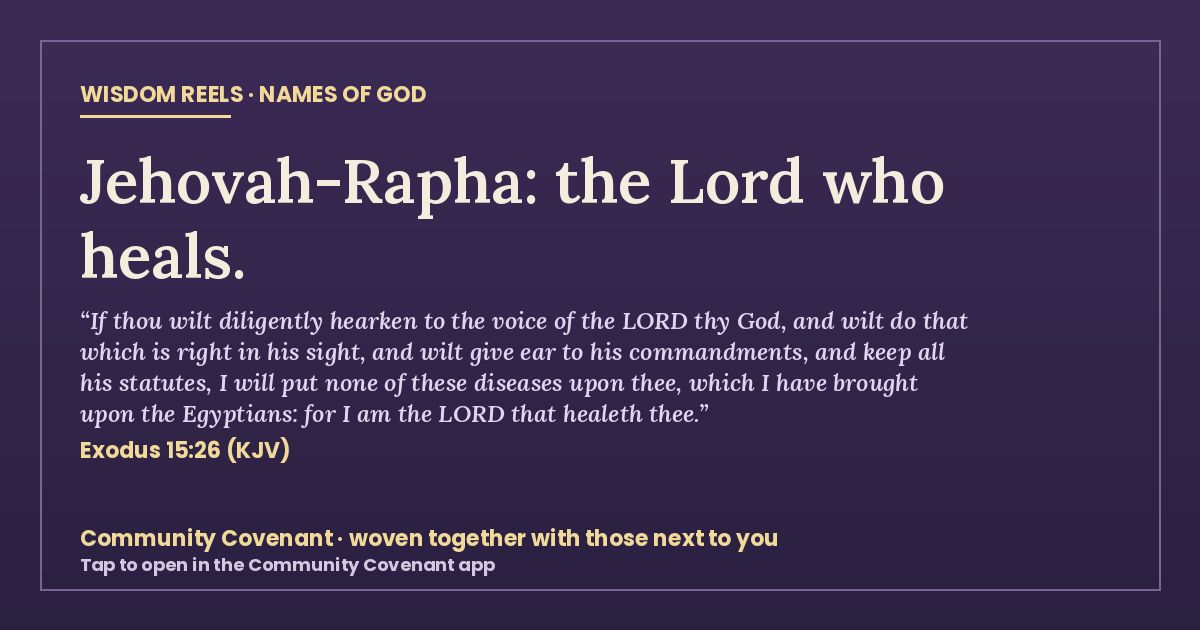 WISDOM REELS · NAMES OF GOD
Jehovah-Rapha: the Lord who
heals.
“If thou wilt diligently hearken to the voice of the LORD thy God, and wilt do that
which is right in his sight, and wilt give ear to his commandments, and keep all
his statutes, I will put none of these diseases upon thee, which I have brought
upon the Egyptians: for I am the LORD that healeth thee.”
Exodus 15:26 (KJV)
Community Covenant · woven together with those next to you
Tap to open in the Community Covenant app